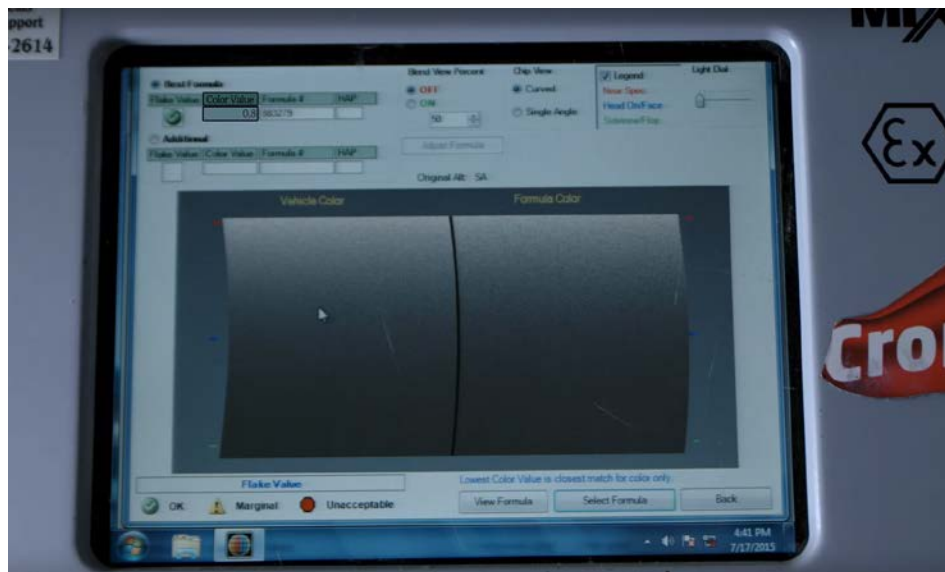 pport
-2614
Best Formula
Flake Value Color Value Formula # HAP
0.8 983279
Additional
Flake Value Color Value Formula # HAP
Blend View Percent
OFF
ON
50
Adjust Formula
Original Alt: SA
Chip View
Curved
Single Angle
Legend
Near Spec
Head On/Face
Light Dial
Vehicle Color Formula Color
Flake Value
OK Marginal Unacceptable
Lowest Color Value is closest match for color only.
View Formula Select Formula Back
4:41 PM
7/17/2015
Ex
Cro